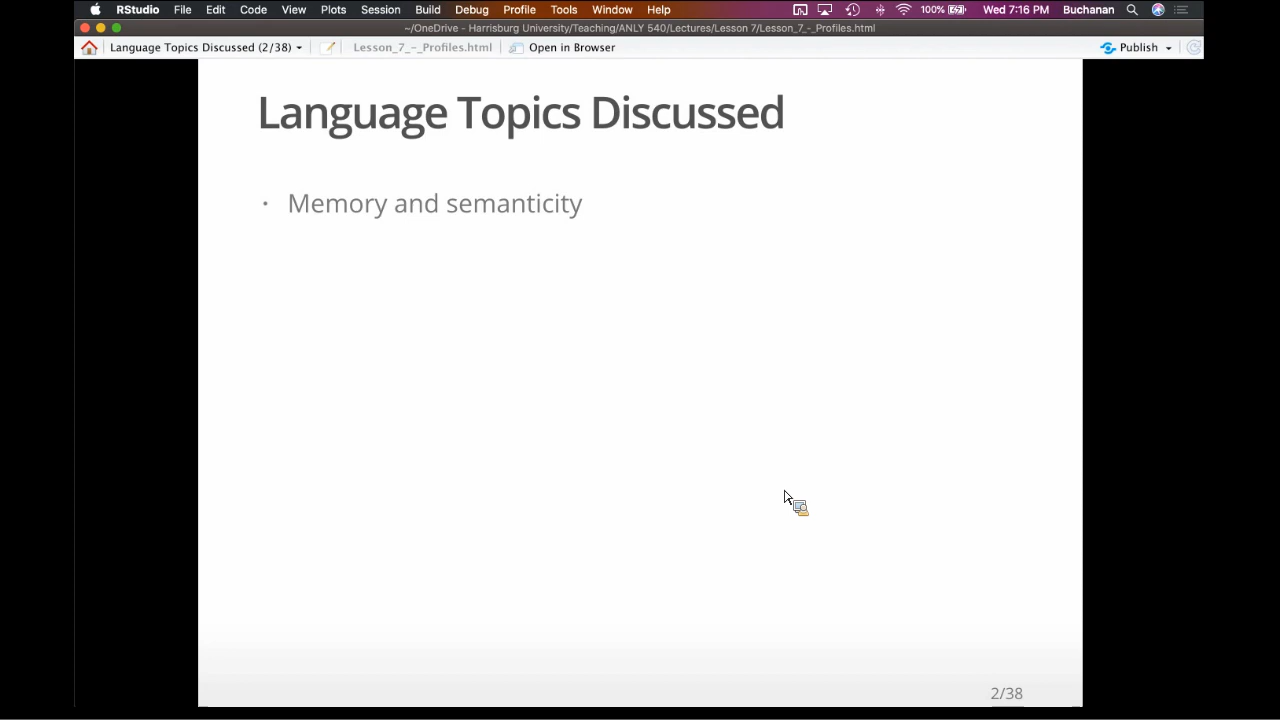 RStudio File Edit Code View Plots Session Build Debug Profile Tools Window Help 100% Wed 7:16 PM Buchanan
~/OneDrive - Harrisburg University/Teaching/ANLY 540/Lectures/Lesson 7/Lesson_7_-_Profiles.html
Language Topics Discussed (2/38) Lesson_7_-_Profiles.html Open in Browser Publish
Language Topics Discussed
· Memory and semanticity
2/38